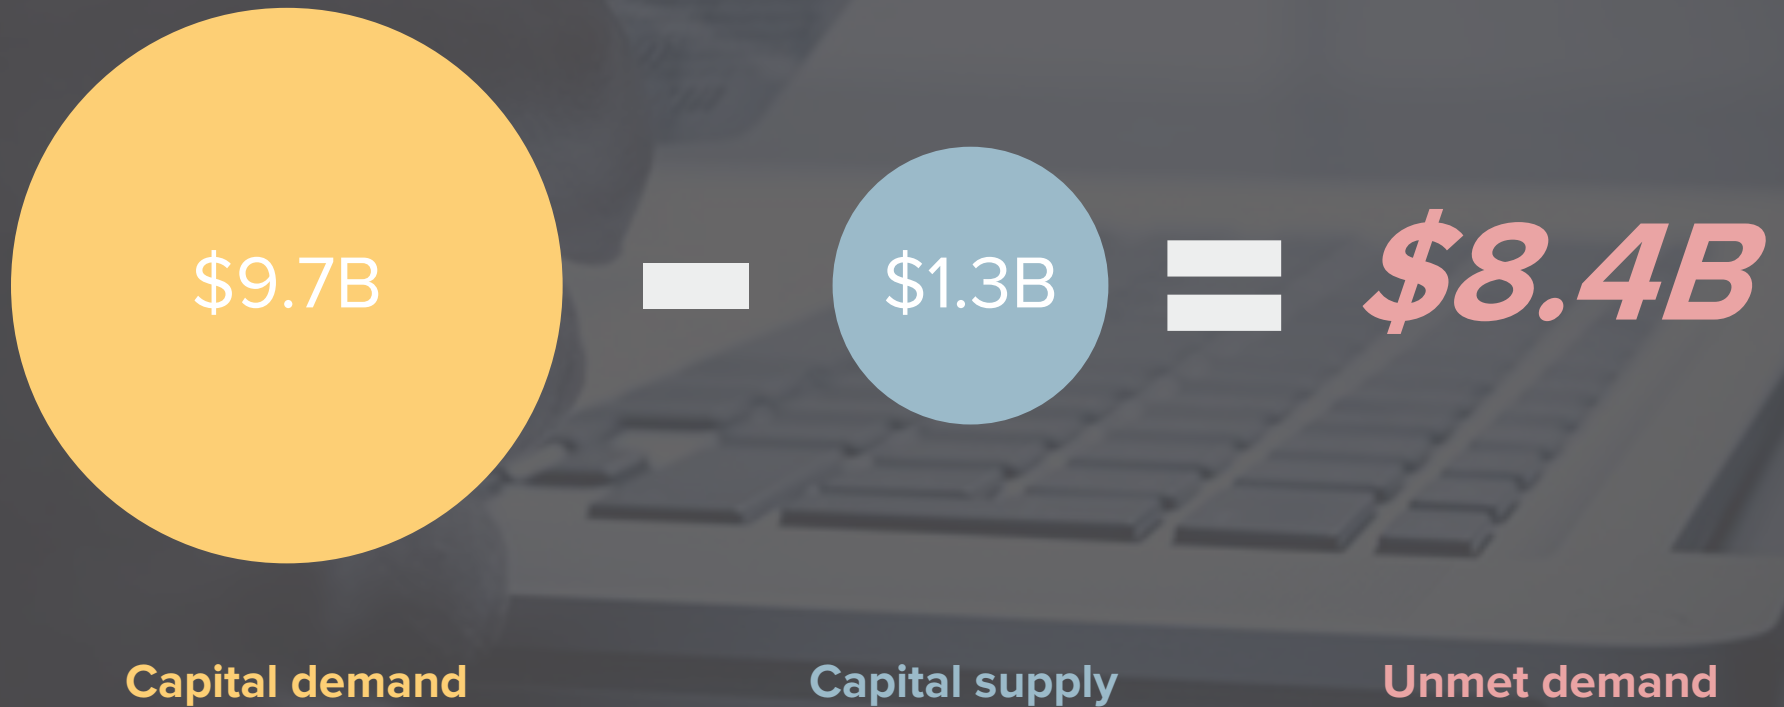 $9.7B
$1.3B
$8.4B
Capital demand
Capital supply
Unmet demand